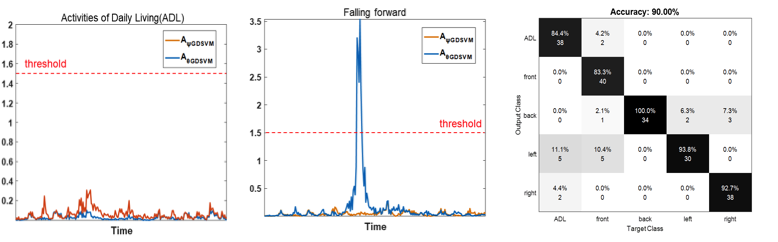 Activities of Daily Living(ADL)
2
1.8
1.6
1.4
1.2
1
0.8
0.6
0.4
0.2
threshold
AψGDSVM
AθGDSVM
Time
Falling forward
3.5
3
2.5
2
1.5
1
0.5
AψGDSVM
AθGDSVM
threshold
Time
Accuracy: 90.00%
Output Class
ADL
84.4% 4.2% 0.0% 0.0% 0.0%
38 2 0 0 0
front
0.0% 83.3% 0.0% 0.0% 0.0%
0 40 0 0 0
back
0.0% 2.1% 100.0% 6.3% 7.3%
0 1 34 2 3
left
11.1% 10.4% 0.0% 93.8% 0.0%
5 5 0 30 0
right
4.4% 0.0% 0.0% 0.0% 92.7%
2 0 0 0 38
ADL front back left right
Target Class